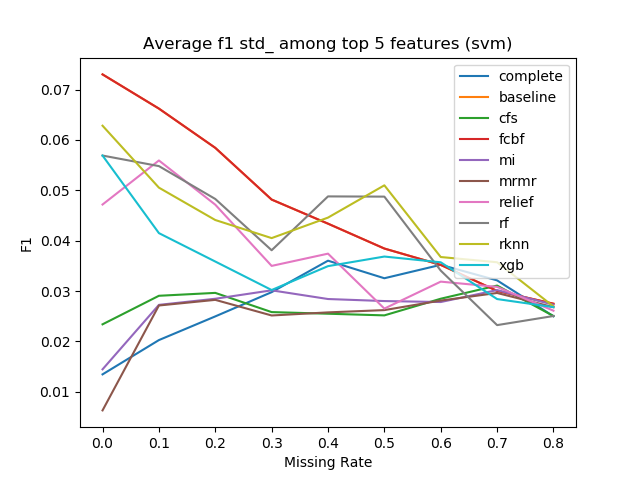 Average f1 std_ among top 5 features (svm)
complete
baseline
cfs
fcbf
mi
mrmr
relief
rf
rknn
xgb
0.07
0.06
0.05
0.04
0.03
0.02
0.01
F1
0.0 0.1 0.2 0.3 0.4 0.5 0.6 0.7 0.8
Missing Rate